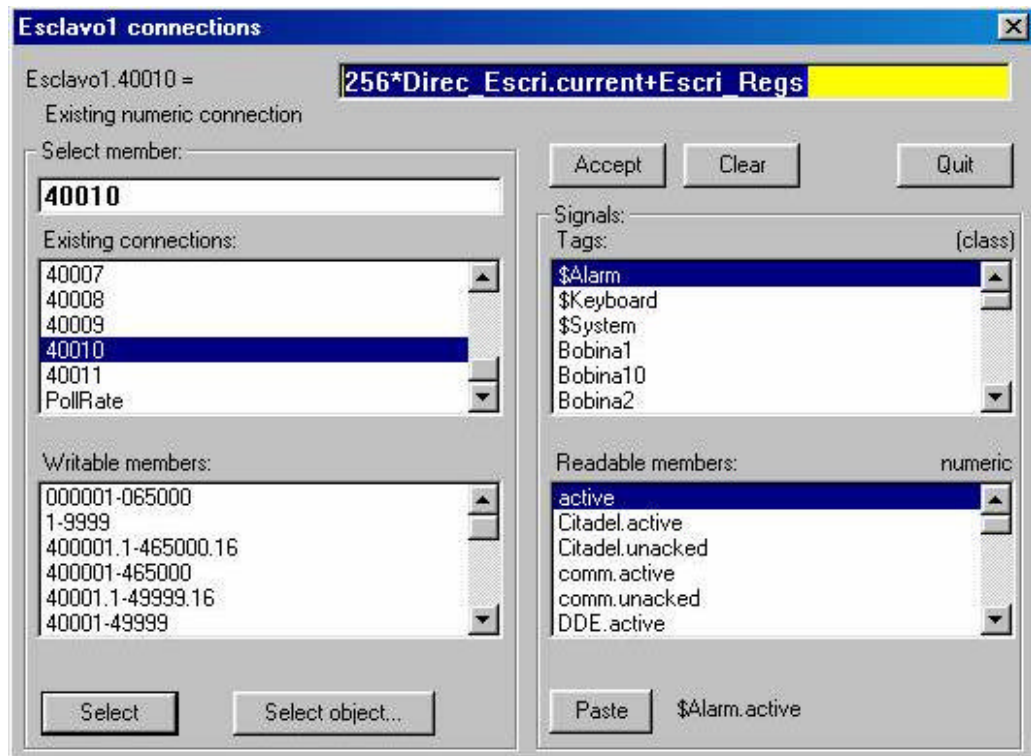 Esclavo1 connections
Esclavo1.40010 =
256*Direc_Escri.current+Escri_Regs
Existing numeric connection
Select member:
40010
Existing connections:
40007
40008
40009
40010
40011
PollRate
Writable members:
000001-065000
1-9999
400001.1-465000.16
400001-465000
40001.1-49999.16
40001-49999
Select
Select object...
Accept
Clear
Quit
Signals:
Tags:
(class)
$Alarm
$Keyboard
$System
Bobina1
Bobina10
Bobina2
Readable members:
numeric
active
Citadel.active
Citadel.unacked
comm.active
comm.unacked
DDE.active
Paste
$Alarm.active